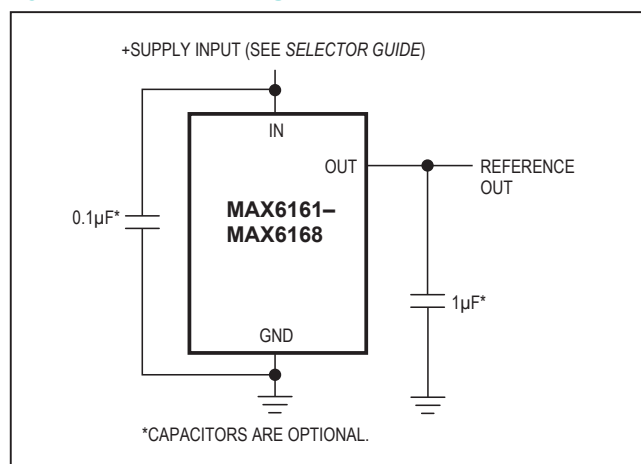 +SUPPLY INPUT (SEE SELECTOR GUIDE)
IN
OUT
REFERENCE
OUT
0.1µF*
MAX6161–
MAX6168
1µF*
GND
*CAPACITORS ARE OPTIONAL.